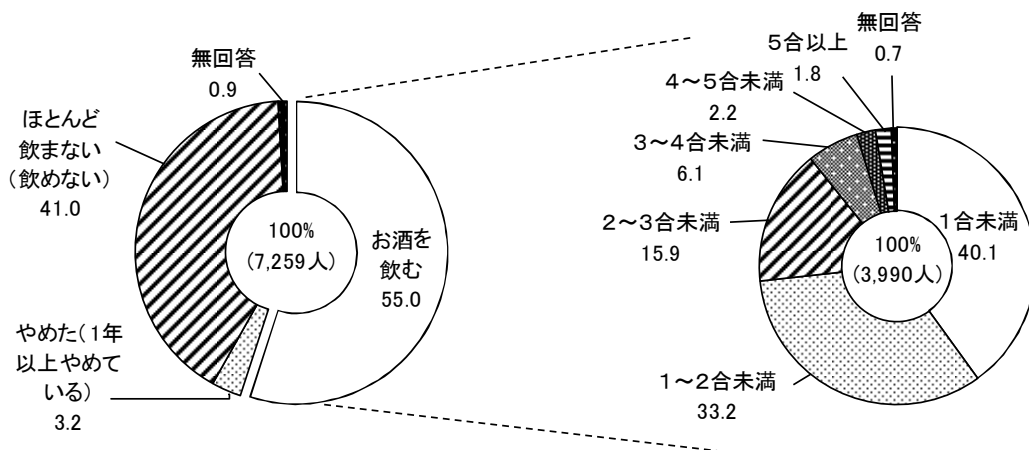 無回答
0.9
ほとんど
飲まない
(飲めない)
41.0
100%
(7,259人)
お酒を
飲む
55.0
やめた(1年
以上やめて
いる)
3.2
無回答
0.7
5合以上
1.8
4～5合未満
2.2
3～4合未満
6.1
2～3合未満
15.9
1合未満
40.1
100%
(3,990人)
1～2合未満
33.2